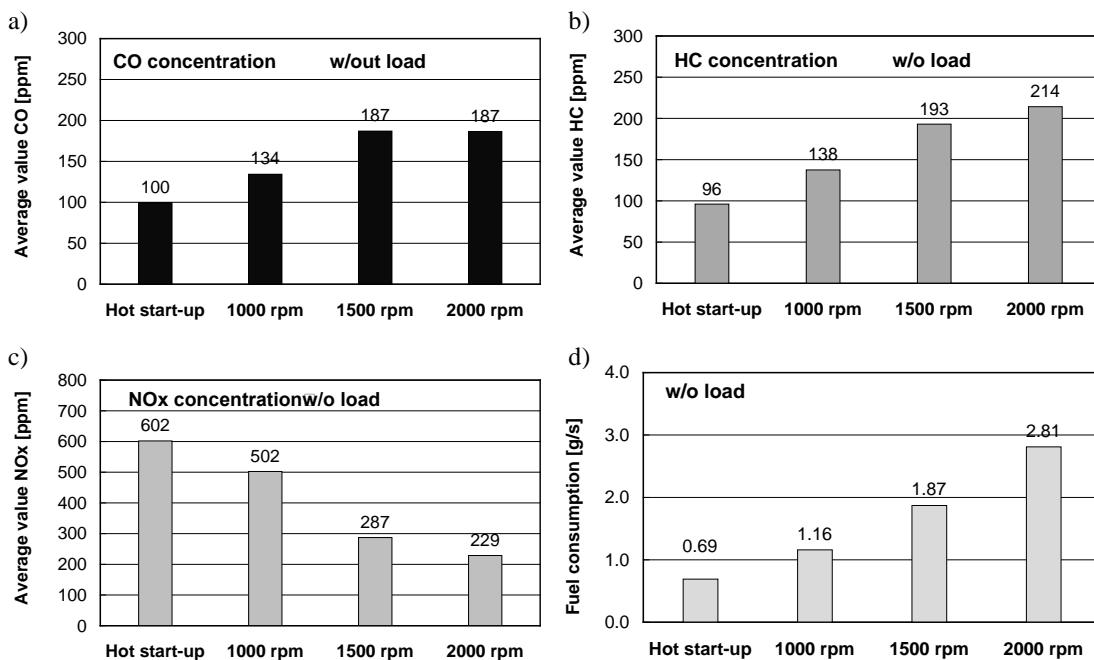 a)
Average value CO [ppm]
CO concentration w/out load
300
250
200
150
100
50
0
100
134
187
187
Hot start-up 1000 rpm 1500 rpm 2000 rpm
b)
Average value HC [ppm]
HC concentration w/o load
300
250
200
150
100
50
0
96
138
193
214
Hot start-up 1000 rpm 1500 rpm 2000 rpm
c)
Average value NOx [ppm]
NOx concentrationw/o load
800
700
600
500
400
300
200
100
0
602
502
287
229
Hot start-up 1000 rpm 1500 rpm 2000 rpm
d)
Fuel consumption [g/s]
w/o load
4.0
3.0
2.0
1.0
0.0
0.69
1.16
1.87
2.81
Hot start-up 1000 rpm 1500 rpm 2000 rpm